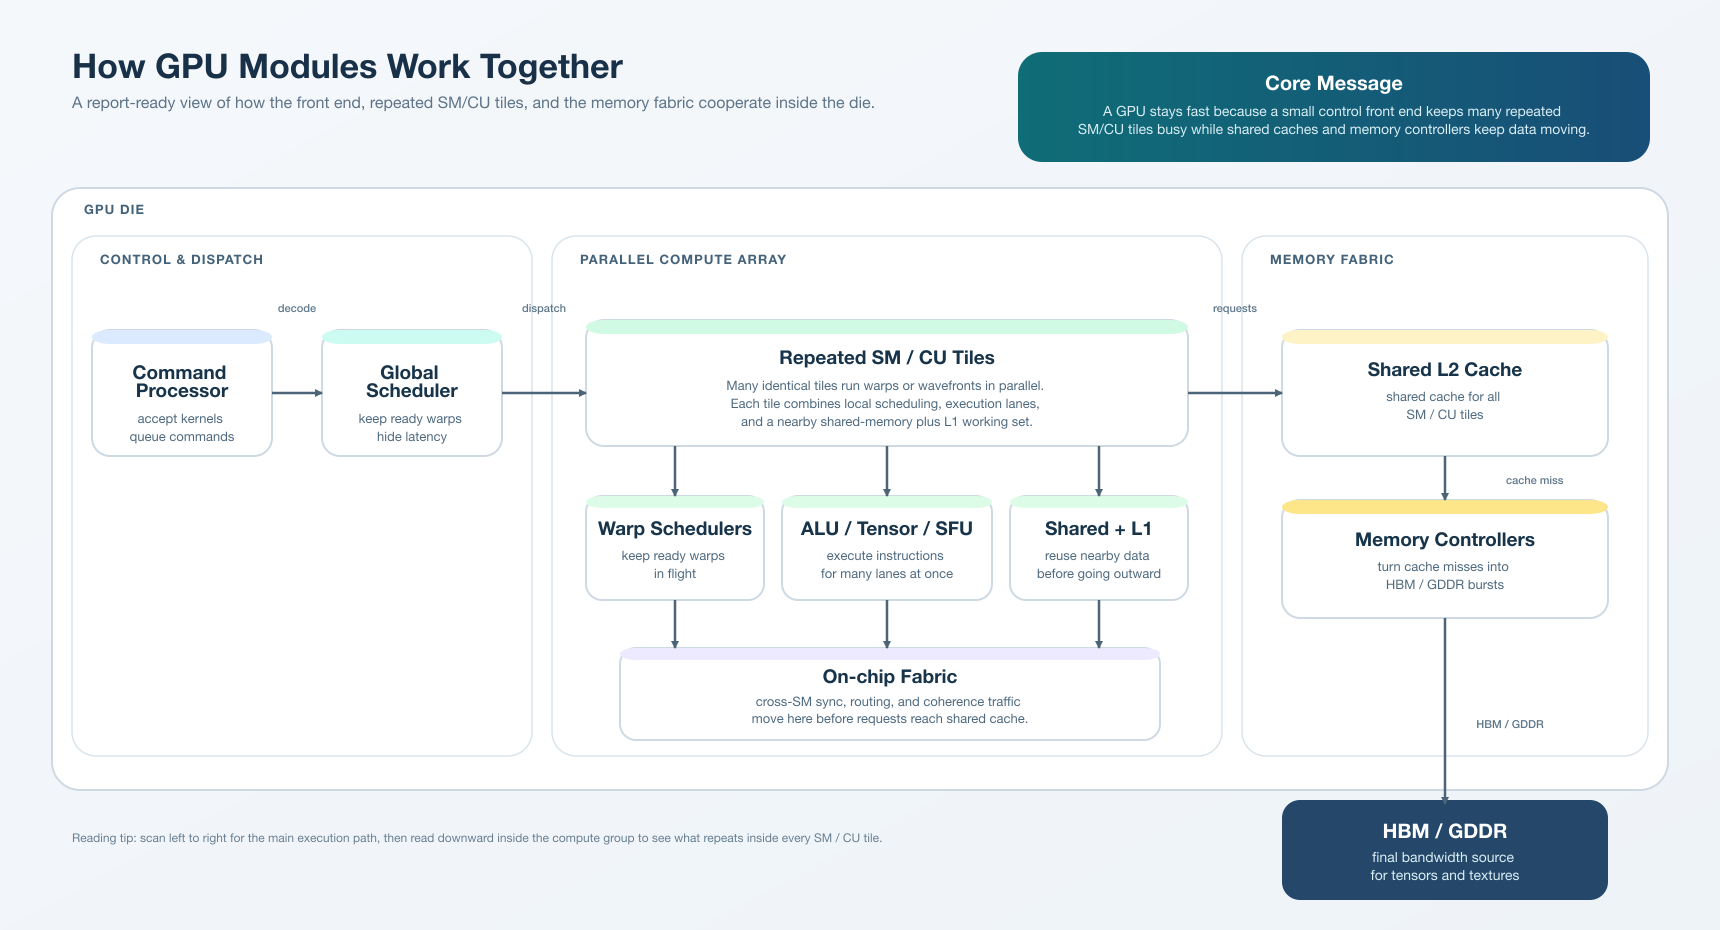 How GPU Modules Work Together
A report-ready view of how the front end, repeated SM/CU tiles, and the memory fabric cooperate inside the die.
Core Message
A GPU stays fast because a small control front end keeps many repeated
SM/CU tiles busy while shared caches and memory controllers keep data moving.
GPU DIE
CONTROL & DISPATCH
decode
Command
Processor
accept kernels
queue commands
Global
Scheduler
keep ready warps
hide latency
dispatch
PARALLEL COMPUTE ARRAY
Repeated SM / CU Tiles
Many identical tiles run warps or wavefronts in parallel.
Each tile combines local scheduling, execution lanes,
and a nearby shared-memory plus L1 working set.
Warp Schedulers
keep ready warps
in flight
ALU / Tensor / SFU
execute instructions
for many lanes at once
Shared + L1
reuse nearby data
before going outward
On-chip Fabric
cross-SM sync, routing, and coherence traffic
move here before requests reach shared cache.
requests
MEMORY FABRIC
Shared L2 Cache
shared cache for all
SM / CU tiles
cache miss
Memory Controllers
turn cache misses into
HBM / GDDR bursts
HBM / GDDR
HBM / GDDR
final bandwidth source
for tensors and textures
Reading tip: scan left to right for the main execution path, then read downward inside the compute group to see what repeats inside every SM / CU tile.